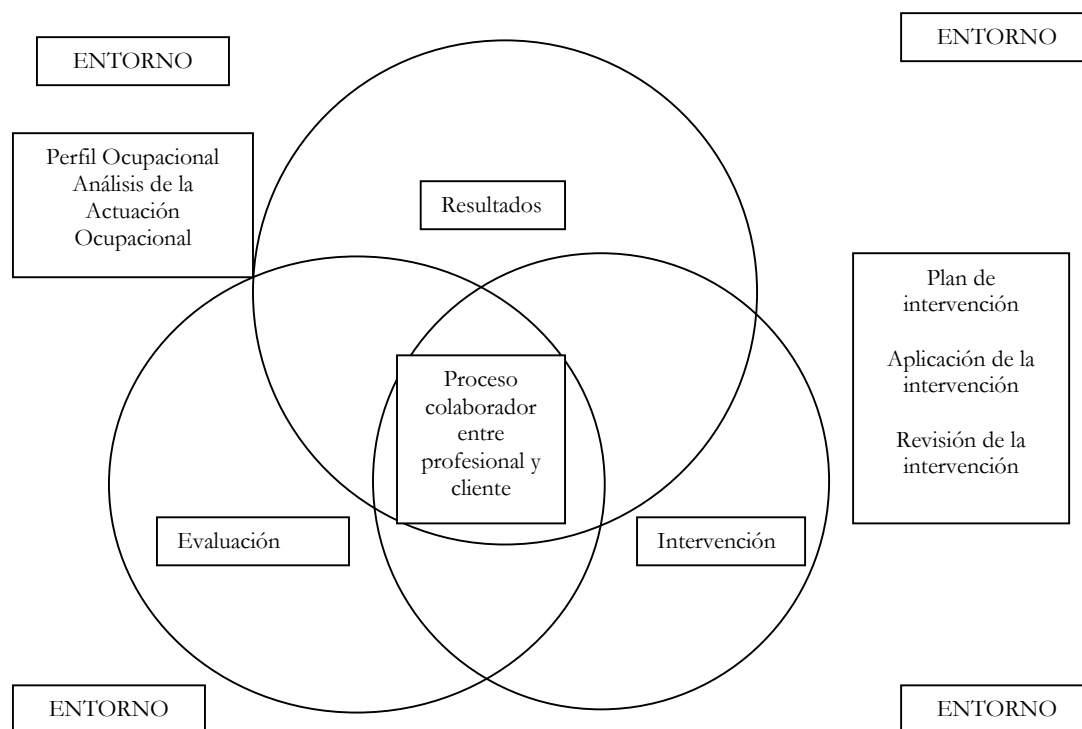 ENTORNO
ENTORNO
Perfil Ocupacional
Análisis de la
Actuación
Ocupacional
Resultados
Plan de
intervención
Aplicación de la
intervención
Revisión de la
intervención
Proceso
colaborador
entre
profesional y
cliente
Evaluación
Intervención
ENTORNO
ENTORNO